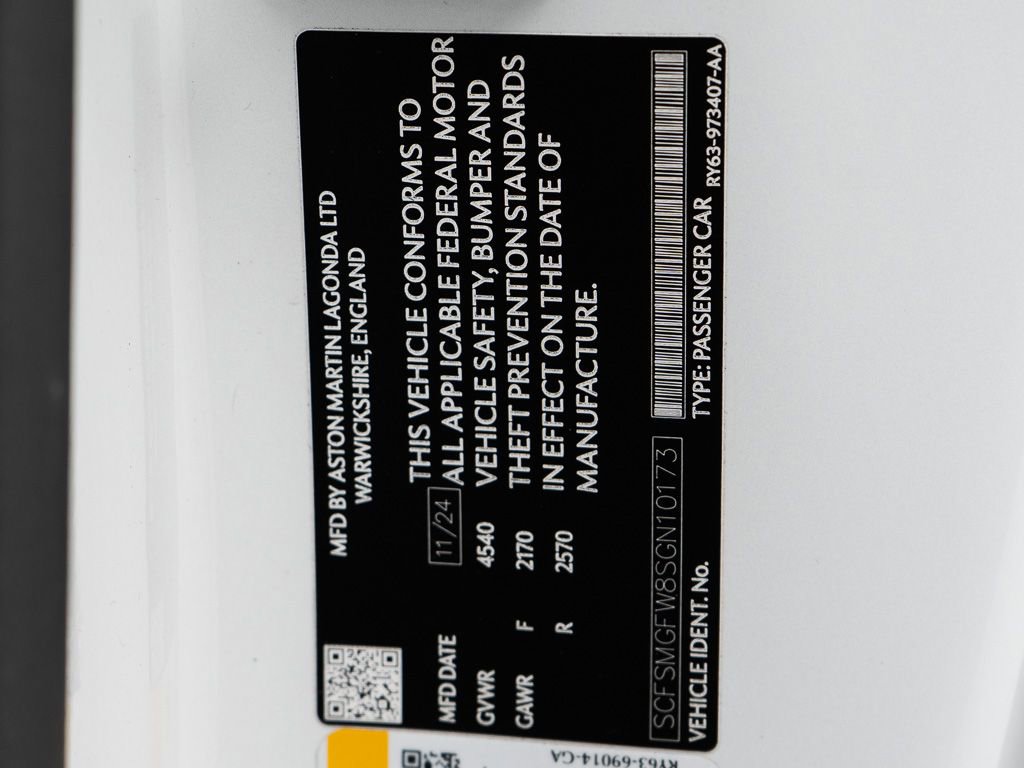 MFD BY ASTON MARTIN LAGONDA LTD
WARWICKSHIRE, ENGLAND
MFD DATE 11/24
GVWR 4540
GAWR F 2170
R 2570
THIS VEHICLE CONFORMS TO
ALL APPLICABLE FEDERAL MOTOR
VEHICLE SAFETY, BUMPER AND
THEFT PREVENTION STANDARDS
IN EFFECT ON THE DATE OF
MANUFACTURE.
SCFSMGFW8SGN10173
VEHICLE IDENT. No.
TYPE: PASSENGER CAR
RY63-973407-AA
RY63-69014-GA